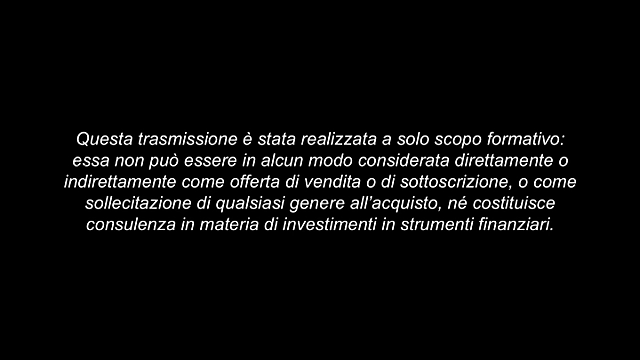 Questa trasmissione è stata realizzata a solo scopo formativo:
essa non può essere in alcun modo considerata direttamente o
indirettamente come offerta di vendita o di sottoscrizione, o come
sollecitazione di qualsiasi genere all'acquisto, né costituisce
consulenza in materia di investimenti in strumenti finanziari.